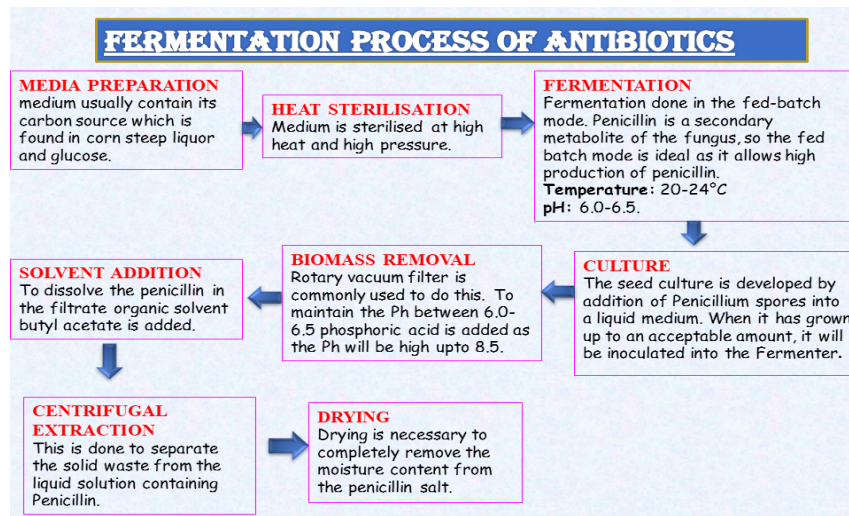 FERMENTATION PROCESS OF ANTIBIOTICS
MEDIA PREPARATION
medium usually contain its
carbon source which is
found in corn steep liquor
and glucose.
HEAT STERILISATION
Medium is sterilised at high
heat and high pressure.
FERMENTATION
Fermentation done in the fed-batch
mode. Penicillin is a secondary
metabolite of the fungus, so the fed
batch mode is ideal as it allows high
production of penicillin.
Temperature: 20-24°C
pH: 6.0-6.5.
CULTURE
The seed culture is developed by
addition of Penicillium spores into
a liquid medium. When it has grown
up to an acceptable amount, it will
be inoculated into the Fermenter.
BIOMASS REMOVAL
Rotary vacuum filter is
commonly used to do this. To
maintain the Ph between 6.0-
6.5 phosphoric acid is added as
the Ph will be high upto 8.5.
SOLVENT ADDITION
To dissolve the penicillin in
the filtrate organic solvent
butyl acetate is added.
CENTRIFUGAL
EXTRACTION
This is done to separate
the solid waste from the
liquid solution containing
Penicillin.
DRYING
Drying is necessary to
completely remove the
moisture content from
the penicillin salt.